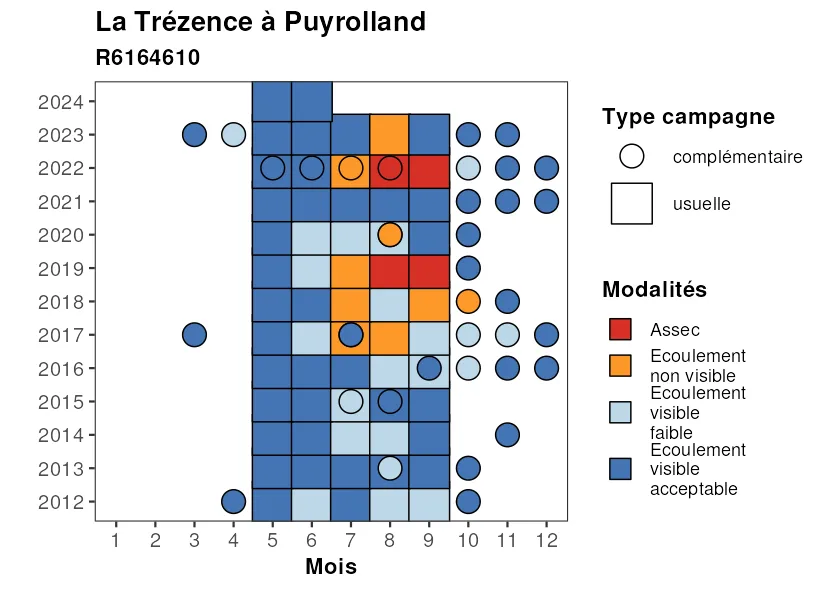 La Trézence à Puyrolland
R6164610
2024
2023
2022
2021
2020
2019
2018
2017
2016
2015
2014
2013
2012
1 2 3 4 5 6 7 8 9 10 11 12
Mois
Type campagne
complémentaire
usuelle
Modalités
Assec
Ecoulement
non visible
Ecoulement
visible
faible
Ecoulement
visible
acceptable